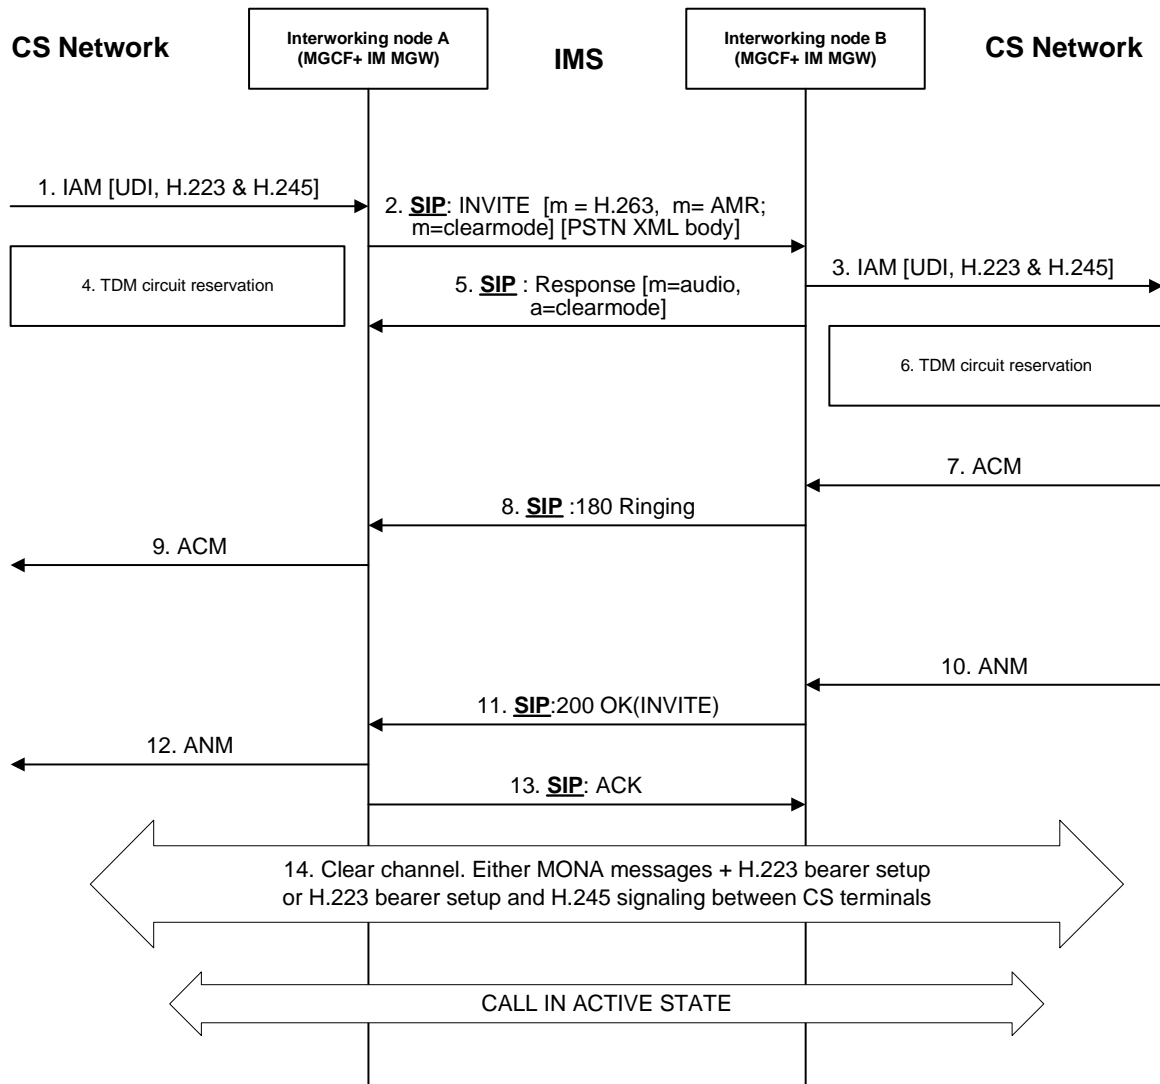 CS Network
Interworking node A
(MGCF+ IM MGW)
IMS
Interworking node B
(MGCF+ IM MGW)
CS Network
1. IAM [UDI, H.223 & H.245]
2. SIP: INVITE [m = H.263, m= AMR;
m=clearmode] [PSTN XML body]
3. IAM [UDI, H.223 & H.245]
4. TDM circuit reservation
5. SIP : Response [m=audio,
a=clearmode]
6. TDM circuit reservation
7. ACM
8. SIP :180 Ringing
9. ACM
10. ANM
11. SIP:200 OK(INVITE)
12. ANM
13. SIP: ACK
14. Clear channel. Either MONA messages + H.223 bearer setup
or H.223 bearer setup and H.245 signaling between CS terminals
CALL IN ACTIVE STATE